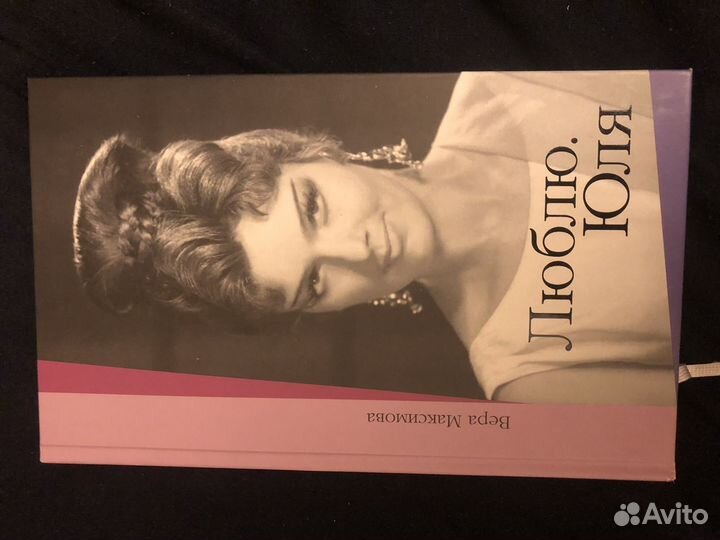 Вера Максимова
Люблю.
Юля
Avito